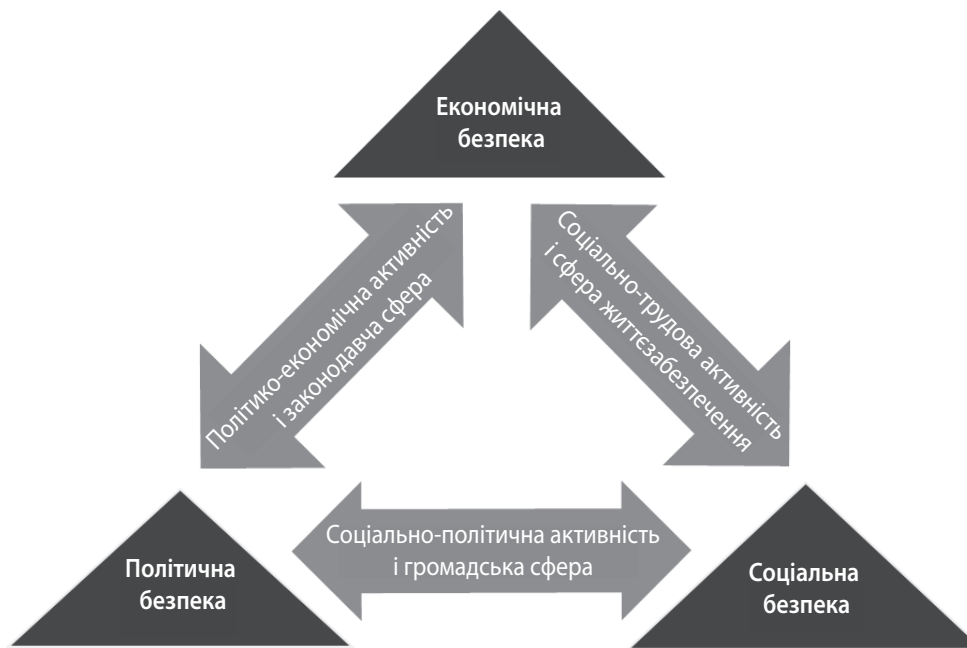 Економічна
безпека
Політико-економічна активність
і законодавча сфера
Соціально-трудова активність
і сфера життєзабезпечення
Соціально-політична активність
і громадська сфера
Політична
безпека
Соціальна
безпека